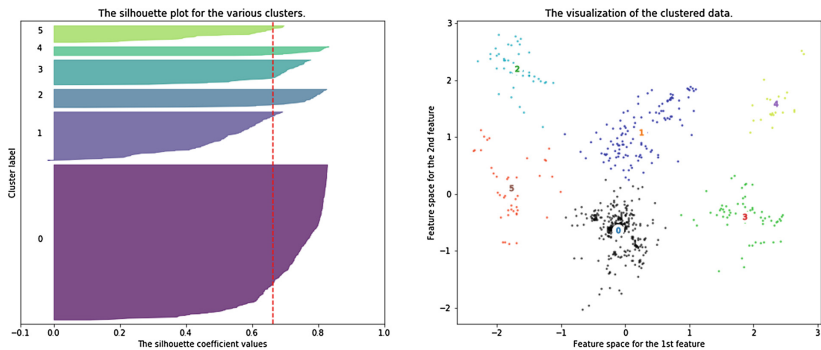 The silhouette plot for the various clusters.
5
4
3
2
1
0
Cluster label
−0.1 0.0 0.2 0.4 0.6 0.8 1.0
The silhouette coefficient values
The visualization of the clustered data.
3
2
1
0
−1
−2
Feature space for the 2nd feature
2
4
1
5
3
0
−2 −1 0 1 2 3
Feature space for the 1st feature